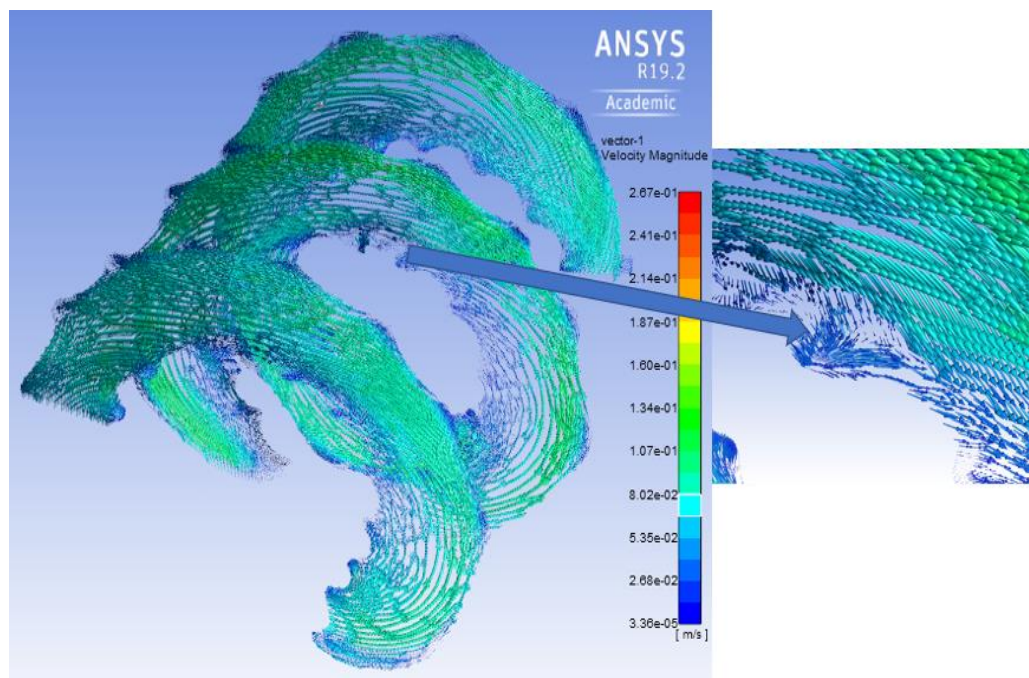 ANSYS
R19.2
Academic
vector-1
Velocity Magnitude
2.67e-01
2.41e-01
2.14e-01
1.87e-01
1.60e-01
1.34e-01
1.07e-01
8.02e-02
5.35e-02
2.68e-02
3.36e-05
[ m/s ]